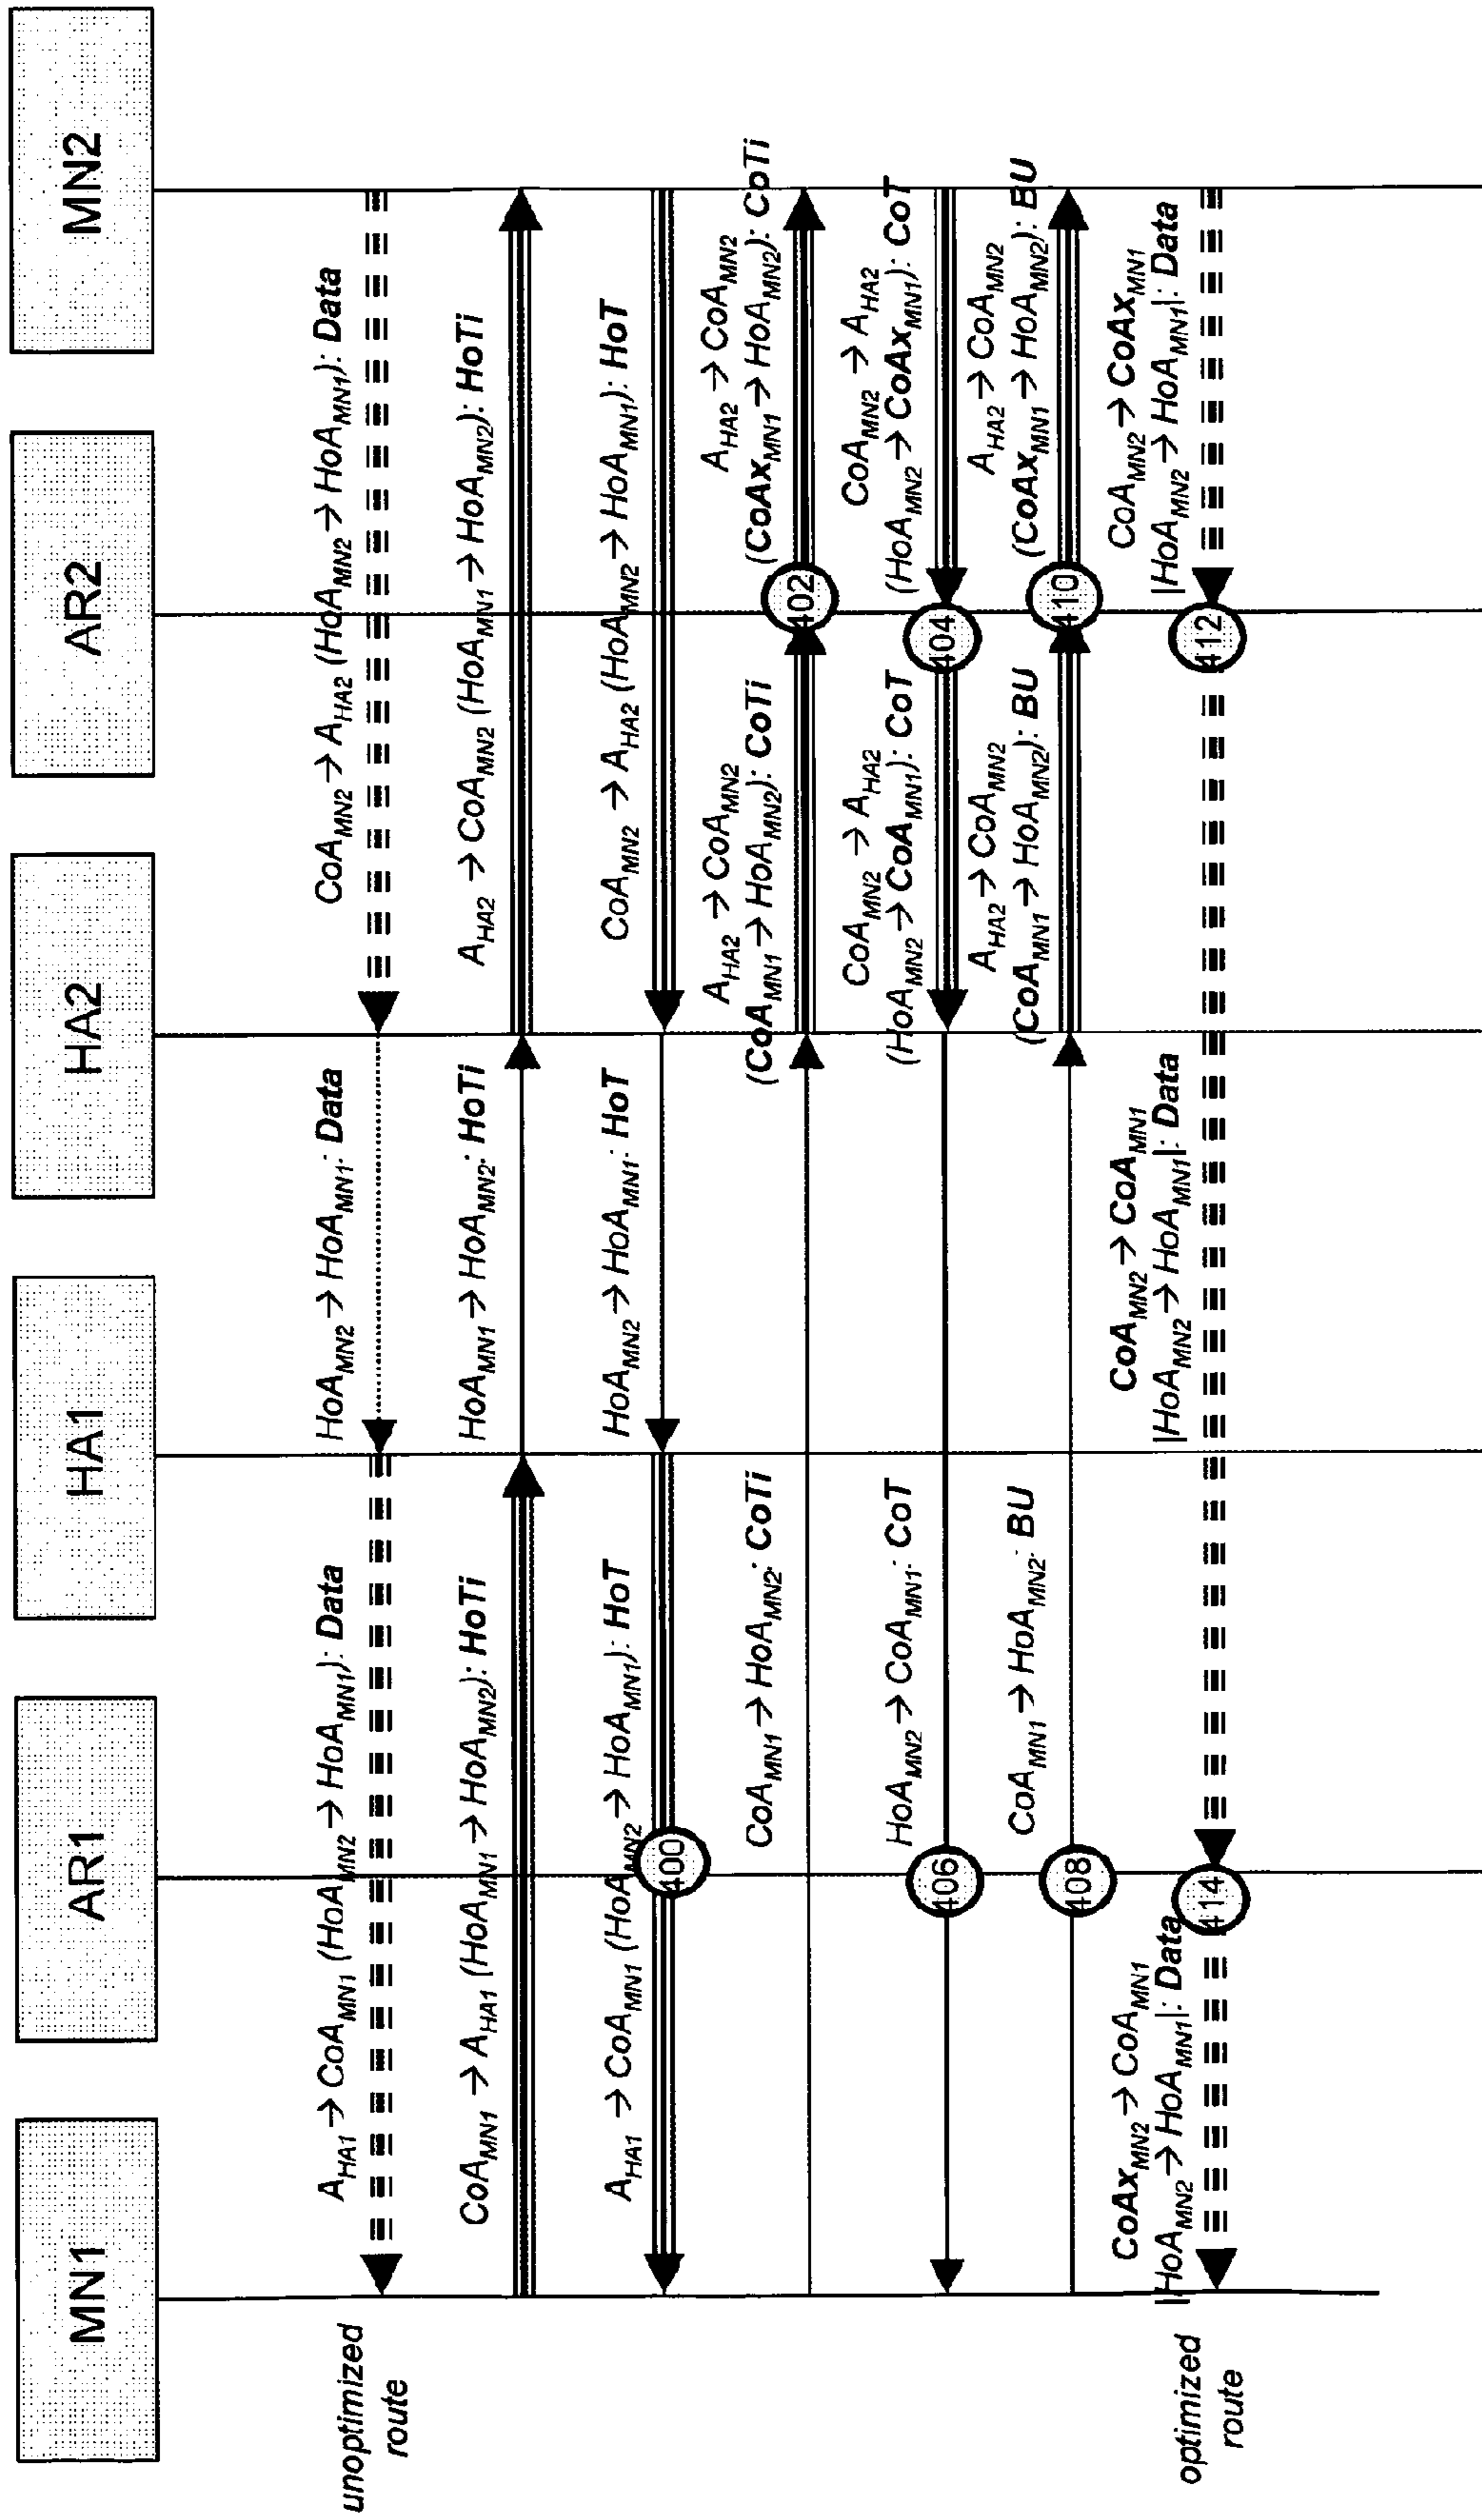 MN1
AR1
HA1
HA2
AR2
MN2
unoptimized
route
A_HA1 → CoA_MN1 (HoA_MN2 → HoA_MN1): Data
HoA_MN2 → HoA_MN1: Data
CoA_MN2 → A_HA2 (HoA_MN2 → HoA_MN1): Data
CoA_MN1 → A_HA1 (HoA_MN1 → HoA_MN2): HoTi
HoA_MN1 → HoA_MN2: HoTi
A_HA2 → CoA_MN2 (HoA_MN1 → HoA_MN2): HoTi
A_HA1 → CoA_MN1 (HoA_MN2 → HoA_MN1): HoT
HoA_MN2 → HoA_MN1: HoT
CoA_MN2 → A_HA2 (HoA_MN2 → HoA_MN1): HoT
400
CoA_MN1 → HoA_MN2: CoTi
A_HA2 → CoA_MN2
(CoA_MN1 → HoA_MN2): CoTi
A_HA2 → CoA_MN2
(CoAx_MN1 → HoA_MN2): CoTi
402
HoA_MN2 → CoA_MN1: CoT
CoA_MN2 → A_HA2
(HoA_MN2 → CoA_MN1): CoT
CoA_MN2 → A_HA2
(HoA_MN2 → CoAx_MN1): CoT
406
404
CoA_MN1 → HoA_MN2: BU
A_HA2 → CoA_MN2
(CoA_MN1 → HoA_MN2): BU
A_HA2 → CoA_MN2
(CoAx_MN1 → HoA_MN2): BU
408
410
optimized
route
CoAx_MN2 → CoA_MN1
|HoA_MN2 → HoA_MN1|: Data
CoA_MN2 → CoA_MN1
|HoA_MN2 → HoA_MN1|: Data
CoA_MN2 → CoAx_MN1
|HoA_MN2 → HoA_MN1|: Data
414
412